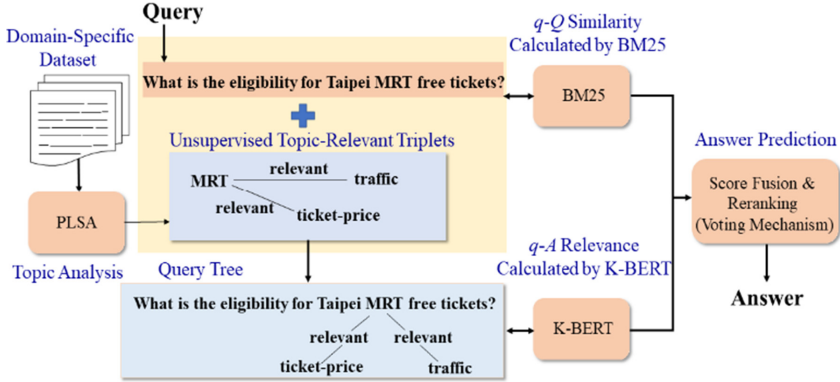 Query
Domain-Specific
Dataset
What is the eligibility for Taipei MRT free tickets?
Unsupervised Topic-Relevant Triplets
MRT
relevant
traffic
relevant
ticket-price
PLSA
Topic Analysis
Query Tree
What is the eligibility for Taipei MRT free tickets?
relevant
relevant
ticket-price
traffic
q-Q Similarity
Calculated by BM25
BM25
q-A Relevance
Calculated by K-BERT
K-BERT
Answer Prediction
Score Fusion &
Reranking
(Voting Mechanism)
Answer